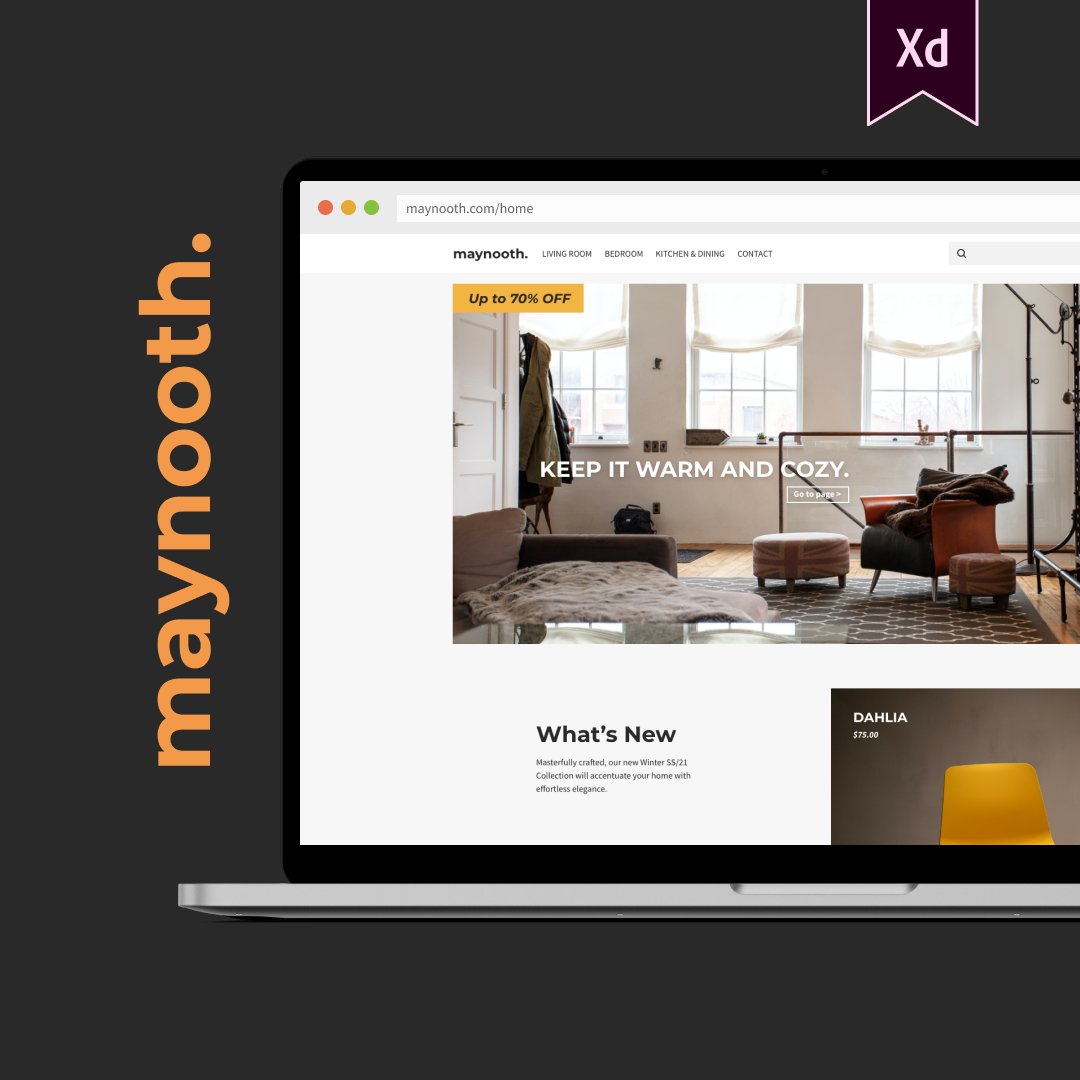 Xd
maynooth.
maynooth.com/home
maynooth. LIVING ROOM BEDROOM KITCHEN & DINING CONTACT
Up to 70% OFF
KEEP IT WARM AND COZY.
Go to page >
What’s New
Masterfully crafted, our new Winter SS/21
Collection will accentuate your home with
effortless elegance.
DAHLIA
$75.00